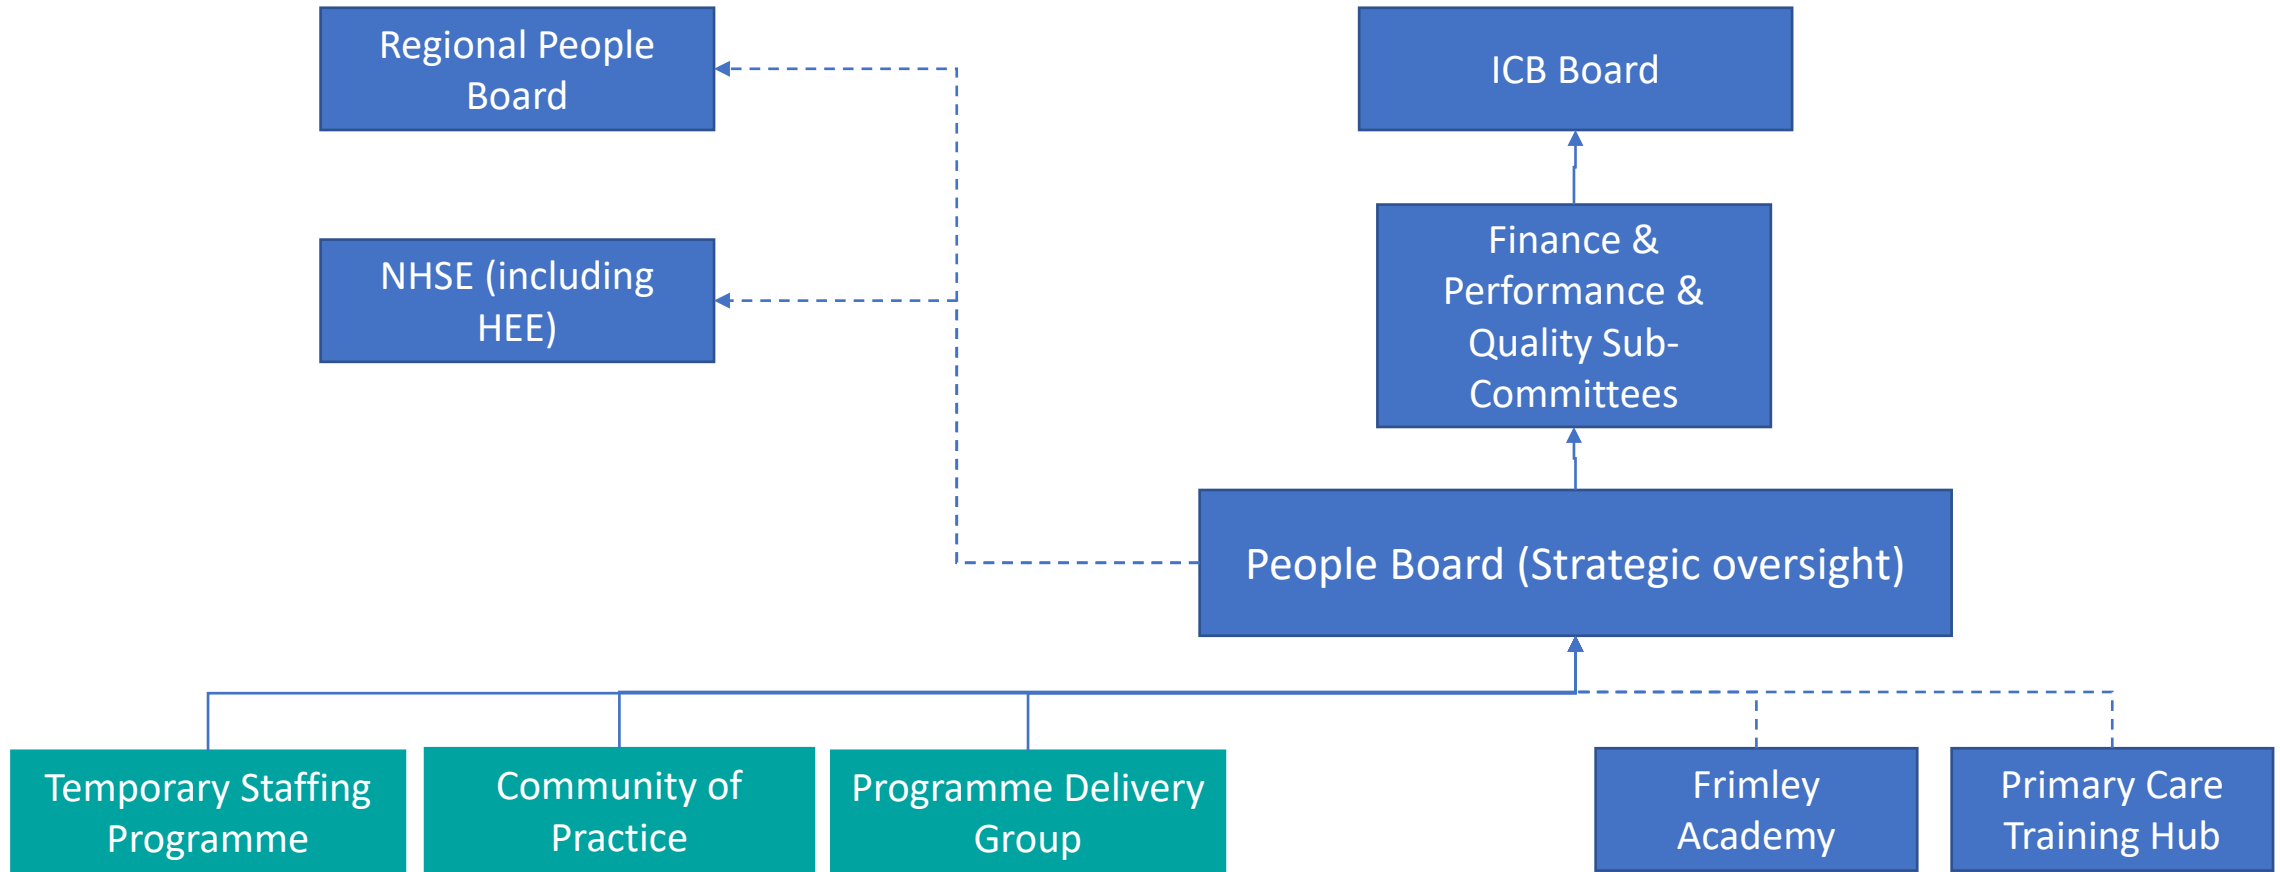 Regional People
Board
ICB Board
NHSE (including
HEE)
Finance &
Performance &
Quality Sub-
Committees
People Board (Strategic oversight)
Temporary Staffing
Programme
Community of
Practice
Programme Delivery
Group
Frimley
Academy
Primary Care
Training Hub